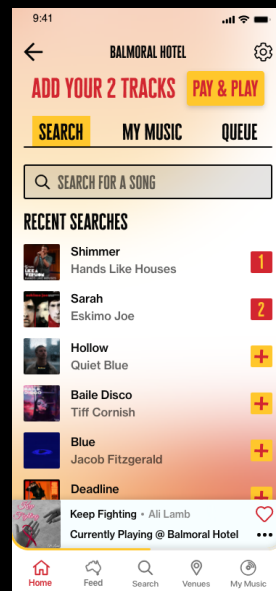 9:41
BALMORAL HOTEL
ADD YOUR 2 TRACKS
PAY & PLAY
SEARCH
MY MUSIC
QUEUE
SEARCH FOR A SONG
RECENT SEARCHES
Shimmer
Hands Like Houses
1
Sarah
Eskimo Joe
2
Hollow
Quiet Blue
+
Baile Disco
Tiff Cornish
+
Blue
Jacob Fitzgerald
+
Deadline
+
Keep Fighting • Ali Lamb
Currently Playing @ Balmoral Hotel
Home
Feed
Search
Venues
My Music